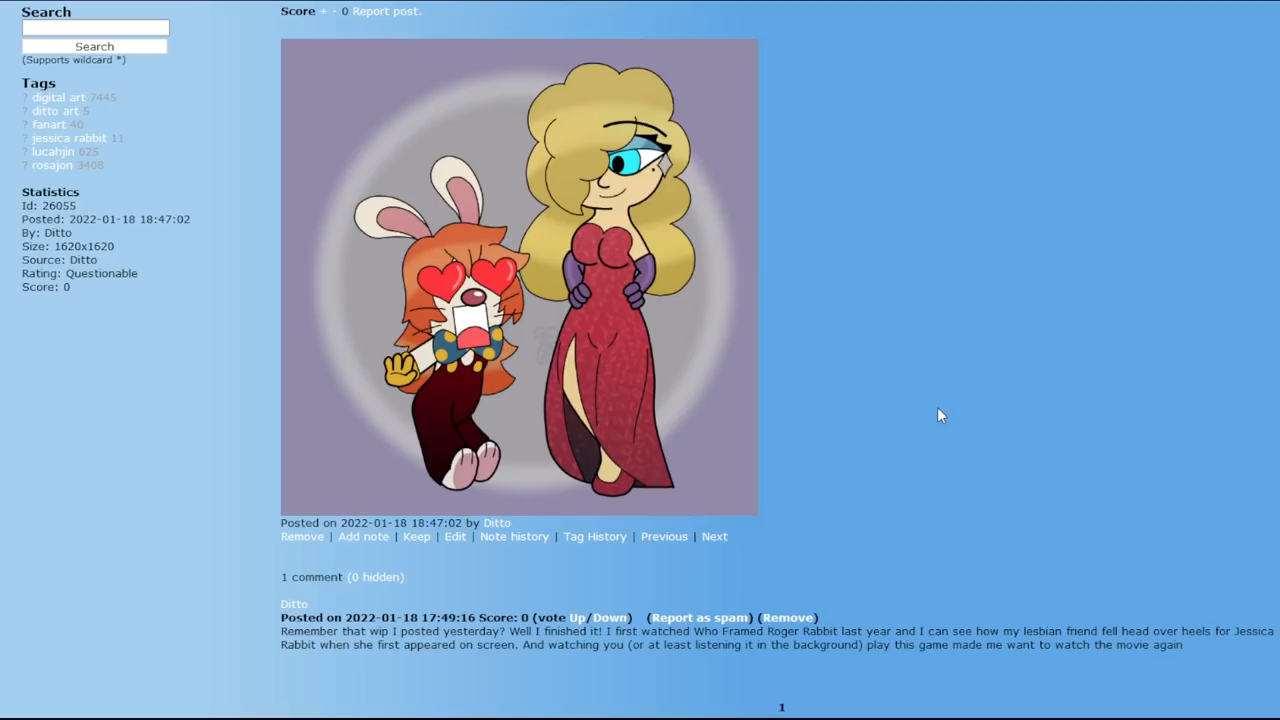 Search
Search
(Supports wildcard *)
Tags
? digital art 7445
? ditto art 5
? fanart 40
? jessica rabbit 11
? lucahjin 625
? rosajon 3408
Statistics
Id: 26055
Posted: 2022-01-18 18:47:02
By: Ditto
Size: 1620x1620
Source: Ditto
Rating: Questionable
Score: 0
Score + - 0 Report post.
Posted on 2022-01-18 18:47:02 by Ditto
Remove | Add note | Keep | Edit | Note history | Tag History | Previous | Next
1 comment (0 hidden)
Ditto
Posted on 2022-01-18 17:49:16 Score: 0 (vote Up/Down) (Report as spam) (Remove)
Remember that wip I posted yesterday? Well I finished it! I first watched Who Framed Roger Rabbit last year and I can see how my lesbian friend fell head over heels for Jessica
Rabbit when she first appeared on screen. And watching you (or at least listening it in the background) play this game made me want to watch the movie again
1